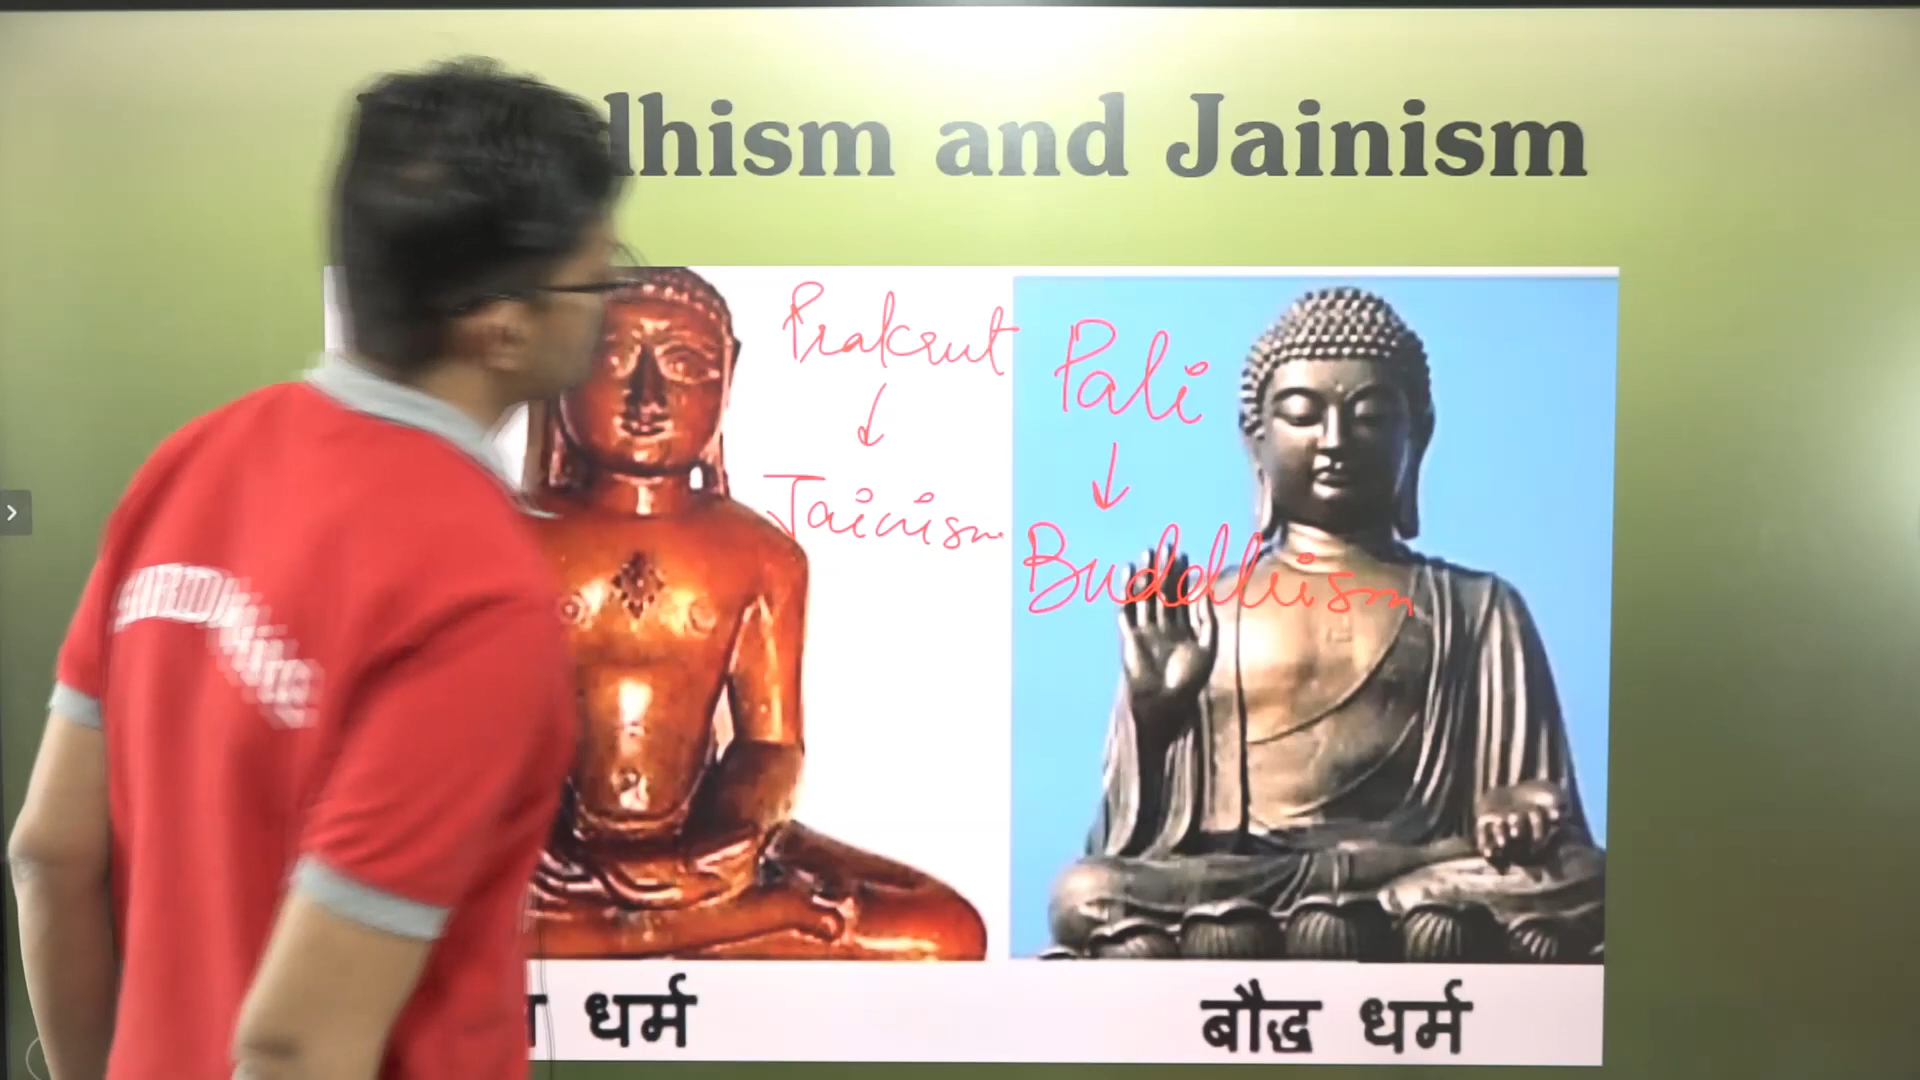 dhism and Jainism
Prakrut
↓
Jainism
Pali
↓
Buddhism
धर्म
बौद्ध धर्म